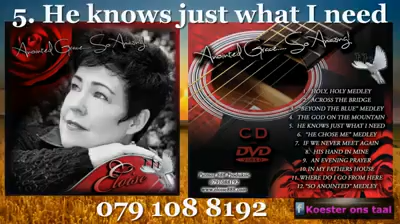 5. He knows just what I need
Anointed Grace.... So Amazing
Elaine
Anointed Grace.... So Amazing
CD
DVD
1. HOLY, HOLY MEDLEY
2. ACROSS THE BRIDGE
3. "BEYOND THE BLUE" MEDLEY
4. THE GOD ON THE MOUNTAIN
5. HE KNOWS JUST WHAT I NEED
6. "HE CHOSE ME" MEDLEY
7. IF WE NEVER MEET AGAIN
8. HIS HAND IN MINE
9. AN EVENING PRAYER
10. IN MY FATHERS HOUSE
11. WHERE DO I GO FROM HERE
12. "SO ANOINTED" MEDLEY
0791088192
079 108 8192
Koester ons taal